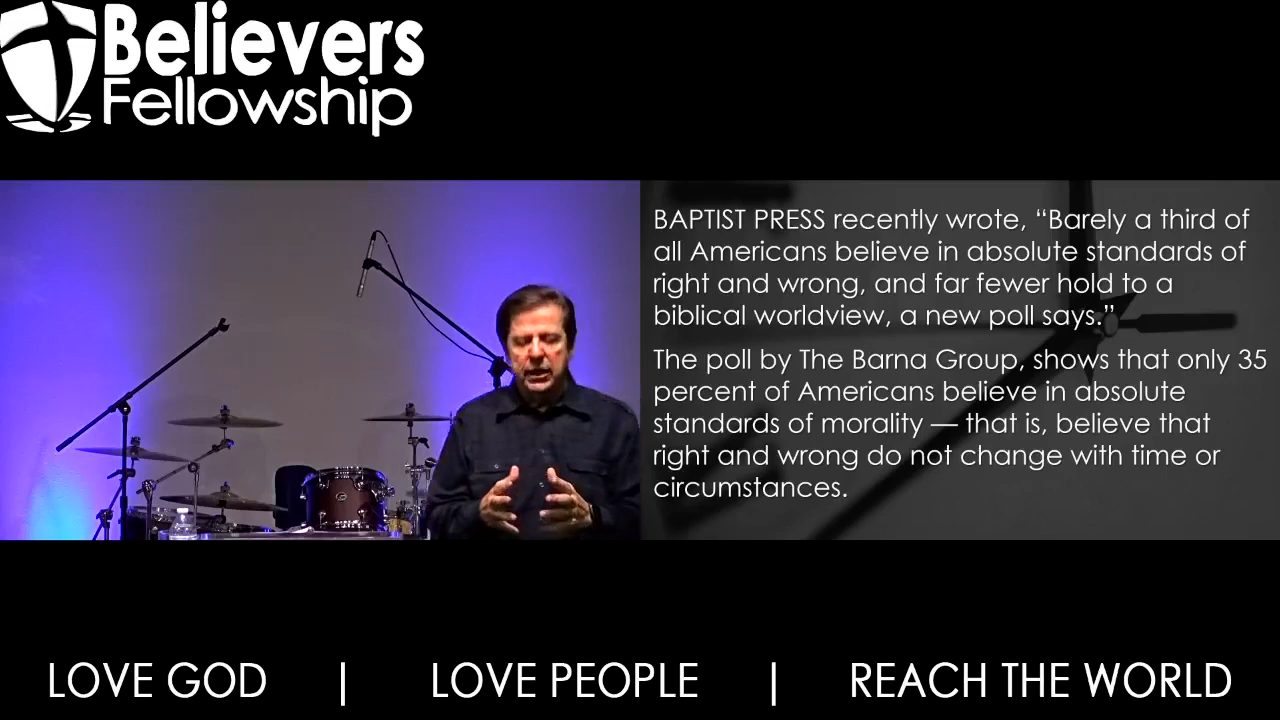 Believers
Fellowship
BAPTIST PRESS recently wrote, “Barely a third of
all Americans believe in absolute standards of
right and wrong, and far fewer hold to a
biblical worldview, a new poll says.”
The poll by The Barna Group, shows that only 35
percent of Americans believe in absolute
standards of morality — that is, believe that
right and wrong do not change with time or
circumstances.
LOVE GOD | LOVE PEOPLE | REACH THE WORLD